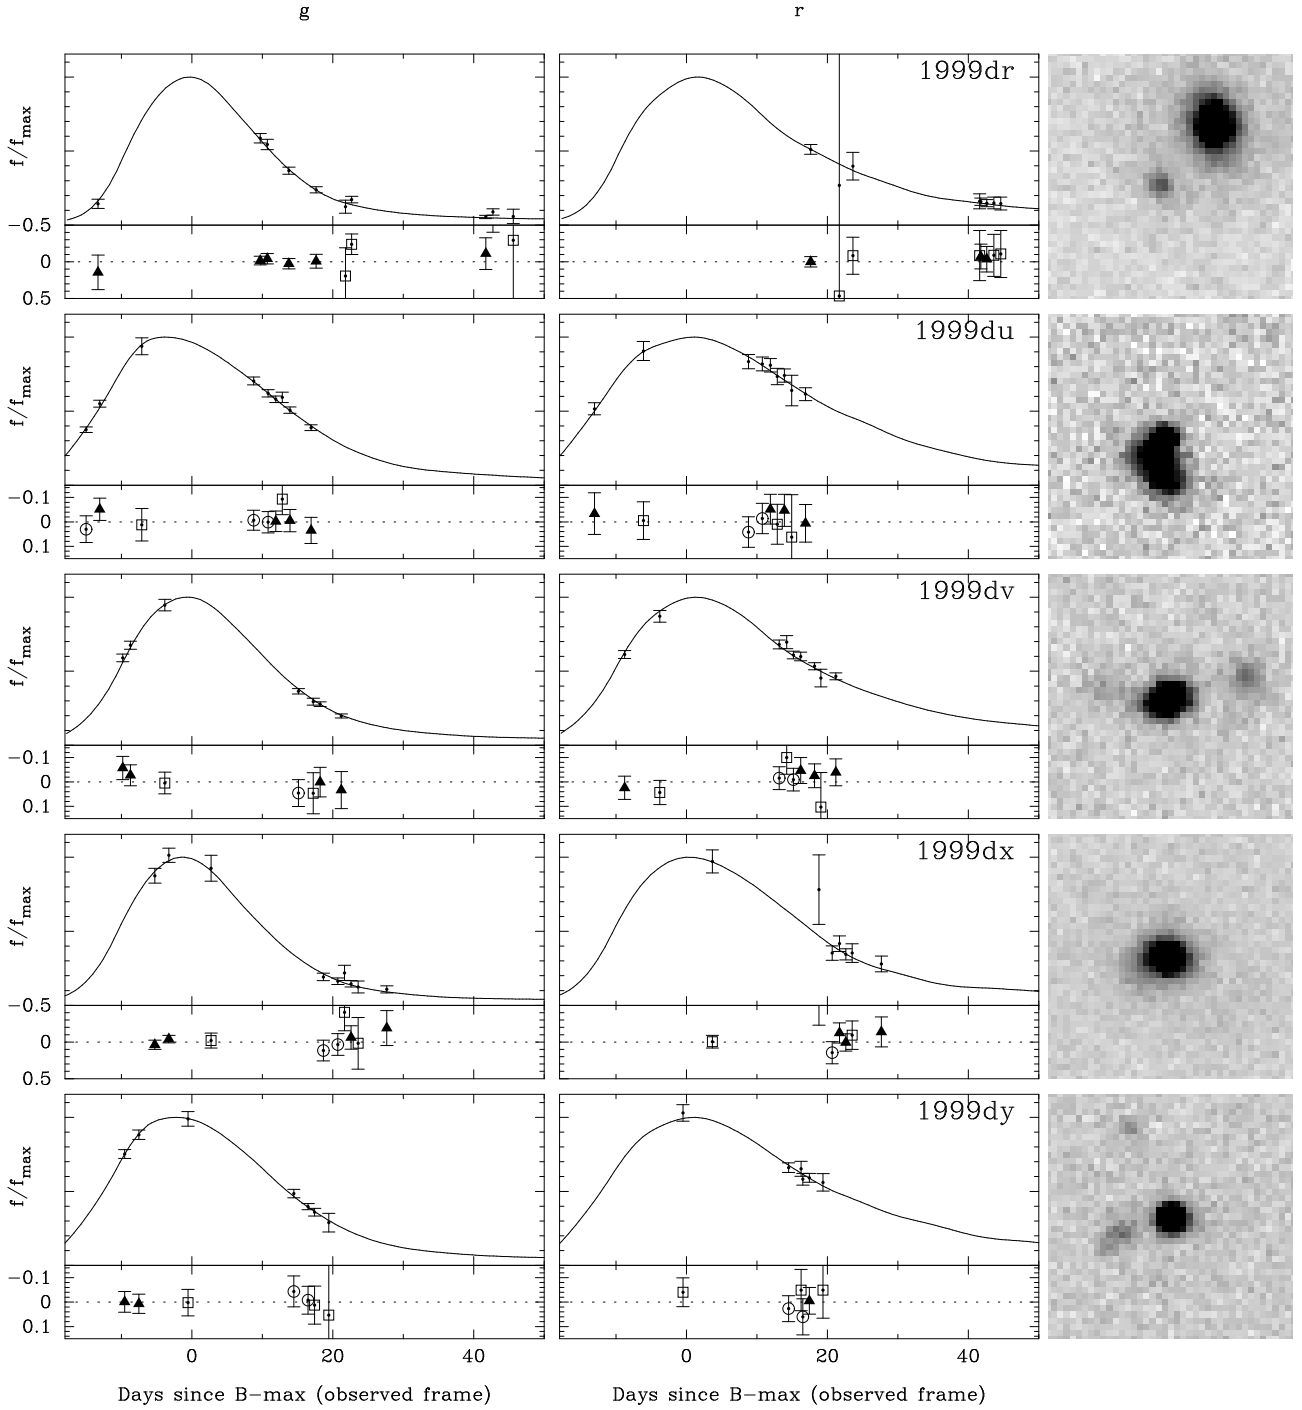 g r
1999dr
f/fmax
−0.5
0
0.5
1999du
f/fmax
−0.1
0
0.1
1999dv
f/fmax
−0.1
0
0.1
1999dx
f/fmax
−0.5
0
0.5
1999dy
f/fmax
−0.1
0
0.1
0 20 40 0 20 40
Days since B−max (observed frame) Days since B−max (observed frame)